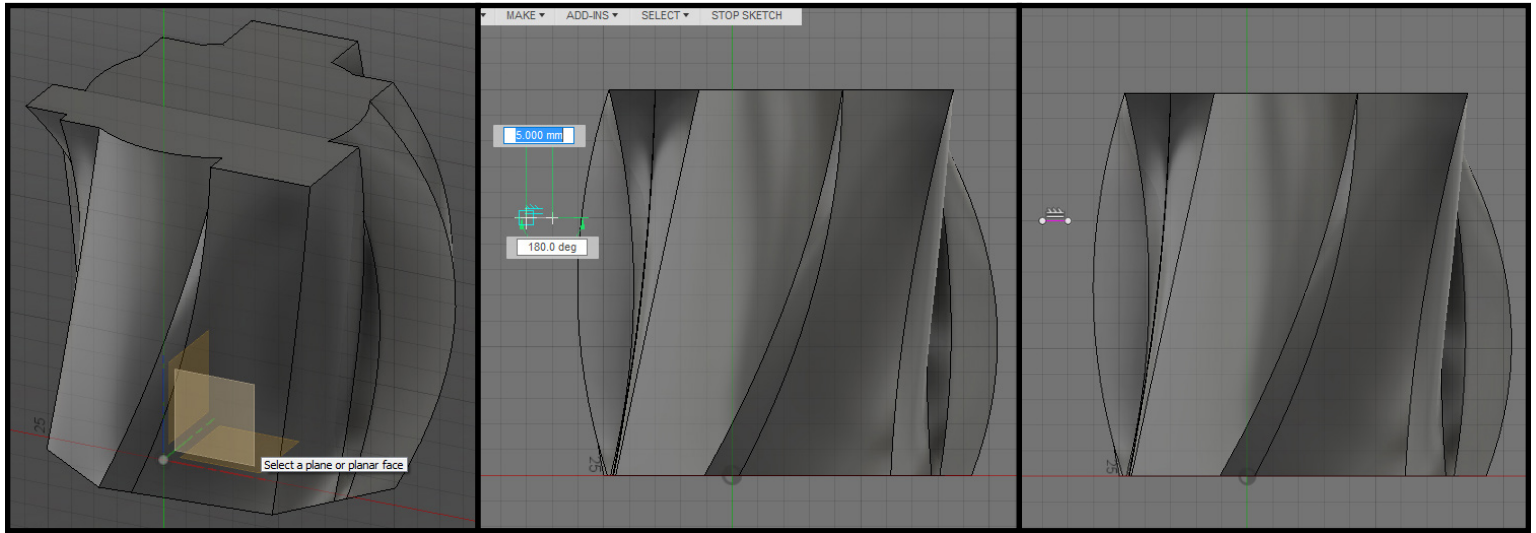 25
Select a plane or planar face
MAKE ▾ ADD-INS ▾ SELECT ▾ STOP SKETCH
5.000 mm
180.0 deg
25
25